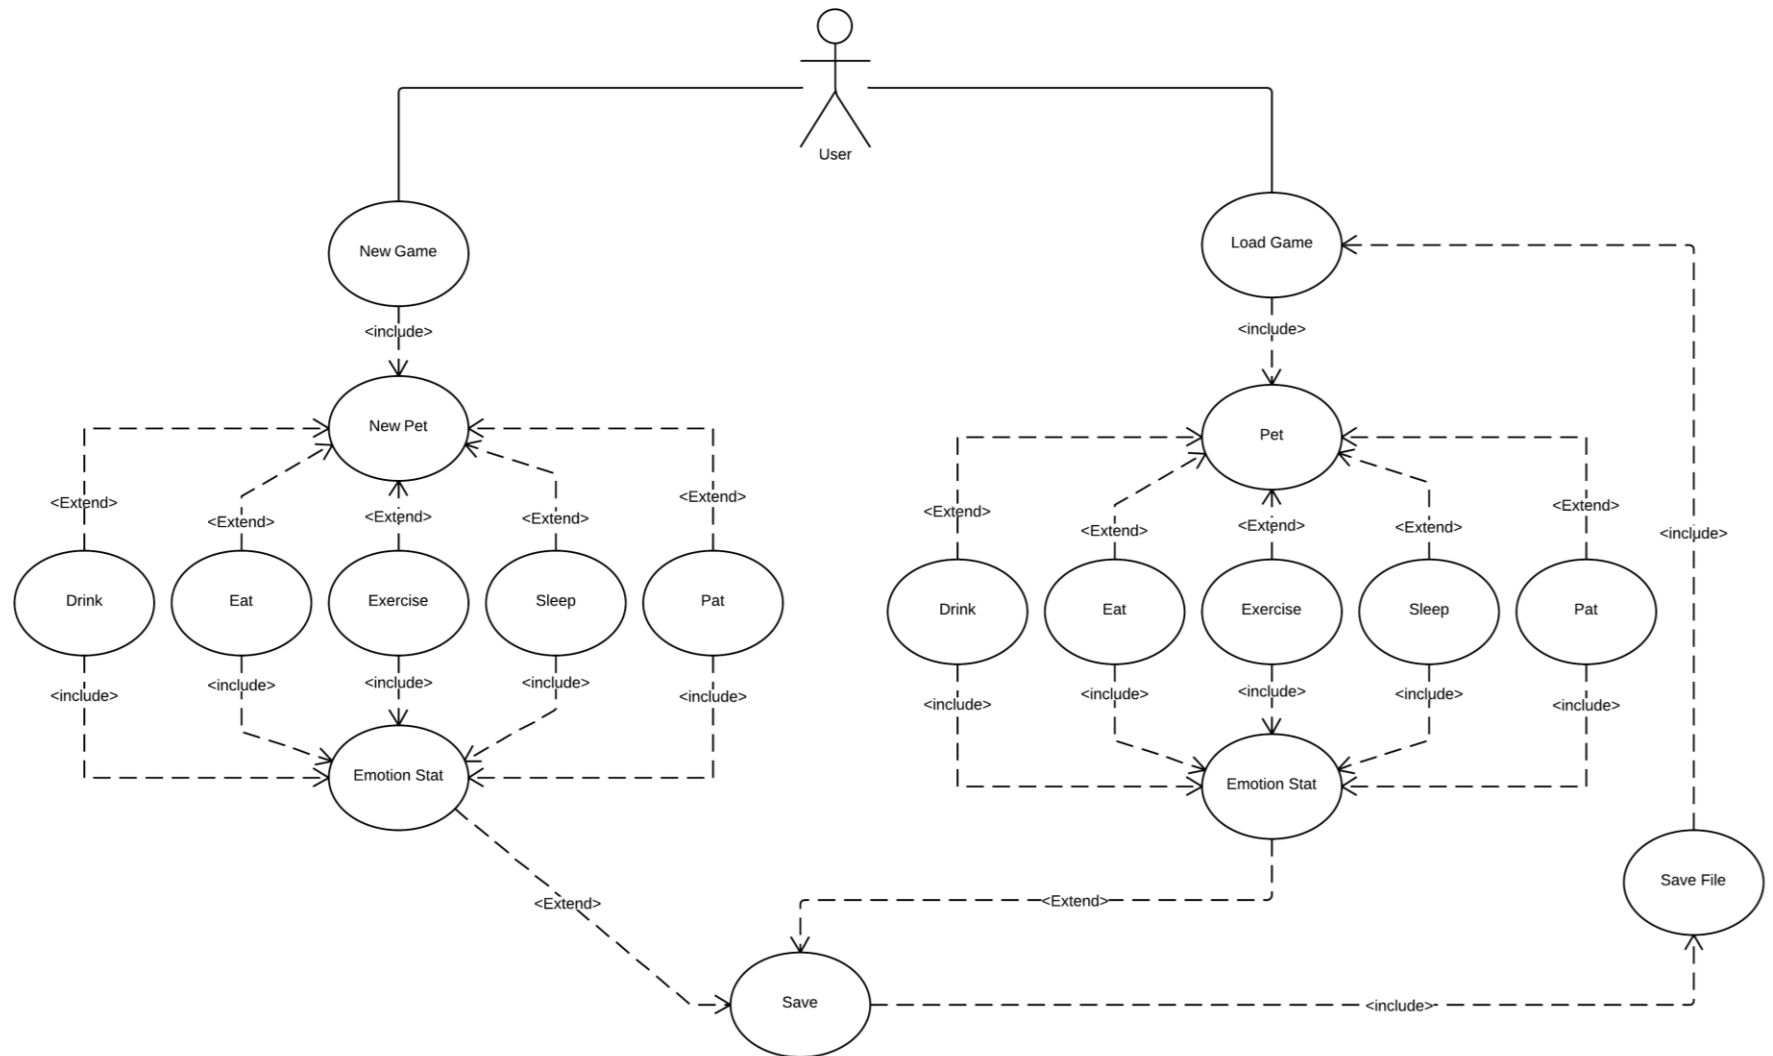 User
New Game
Load Game
<include>
<include>
New Pet
Pet
<Extend>
<Extend>
<Extend>
<Extend>
<Extend>
<Extend>
<Extend>
<Extend>
<Extend>
<Extend>
<include>
Drink
Eat
Exercise
Sleep
Pat
Drink
Eat
Exercise
Sleep
Pat
<include>
<include>
<include>
<include>
<include>
<include>
<include>
<include>
<include>
<include>
Emotion Stat
Emotion Stat
Save File
<Extend>
<Extend>
Save
<include>